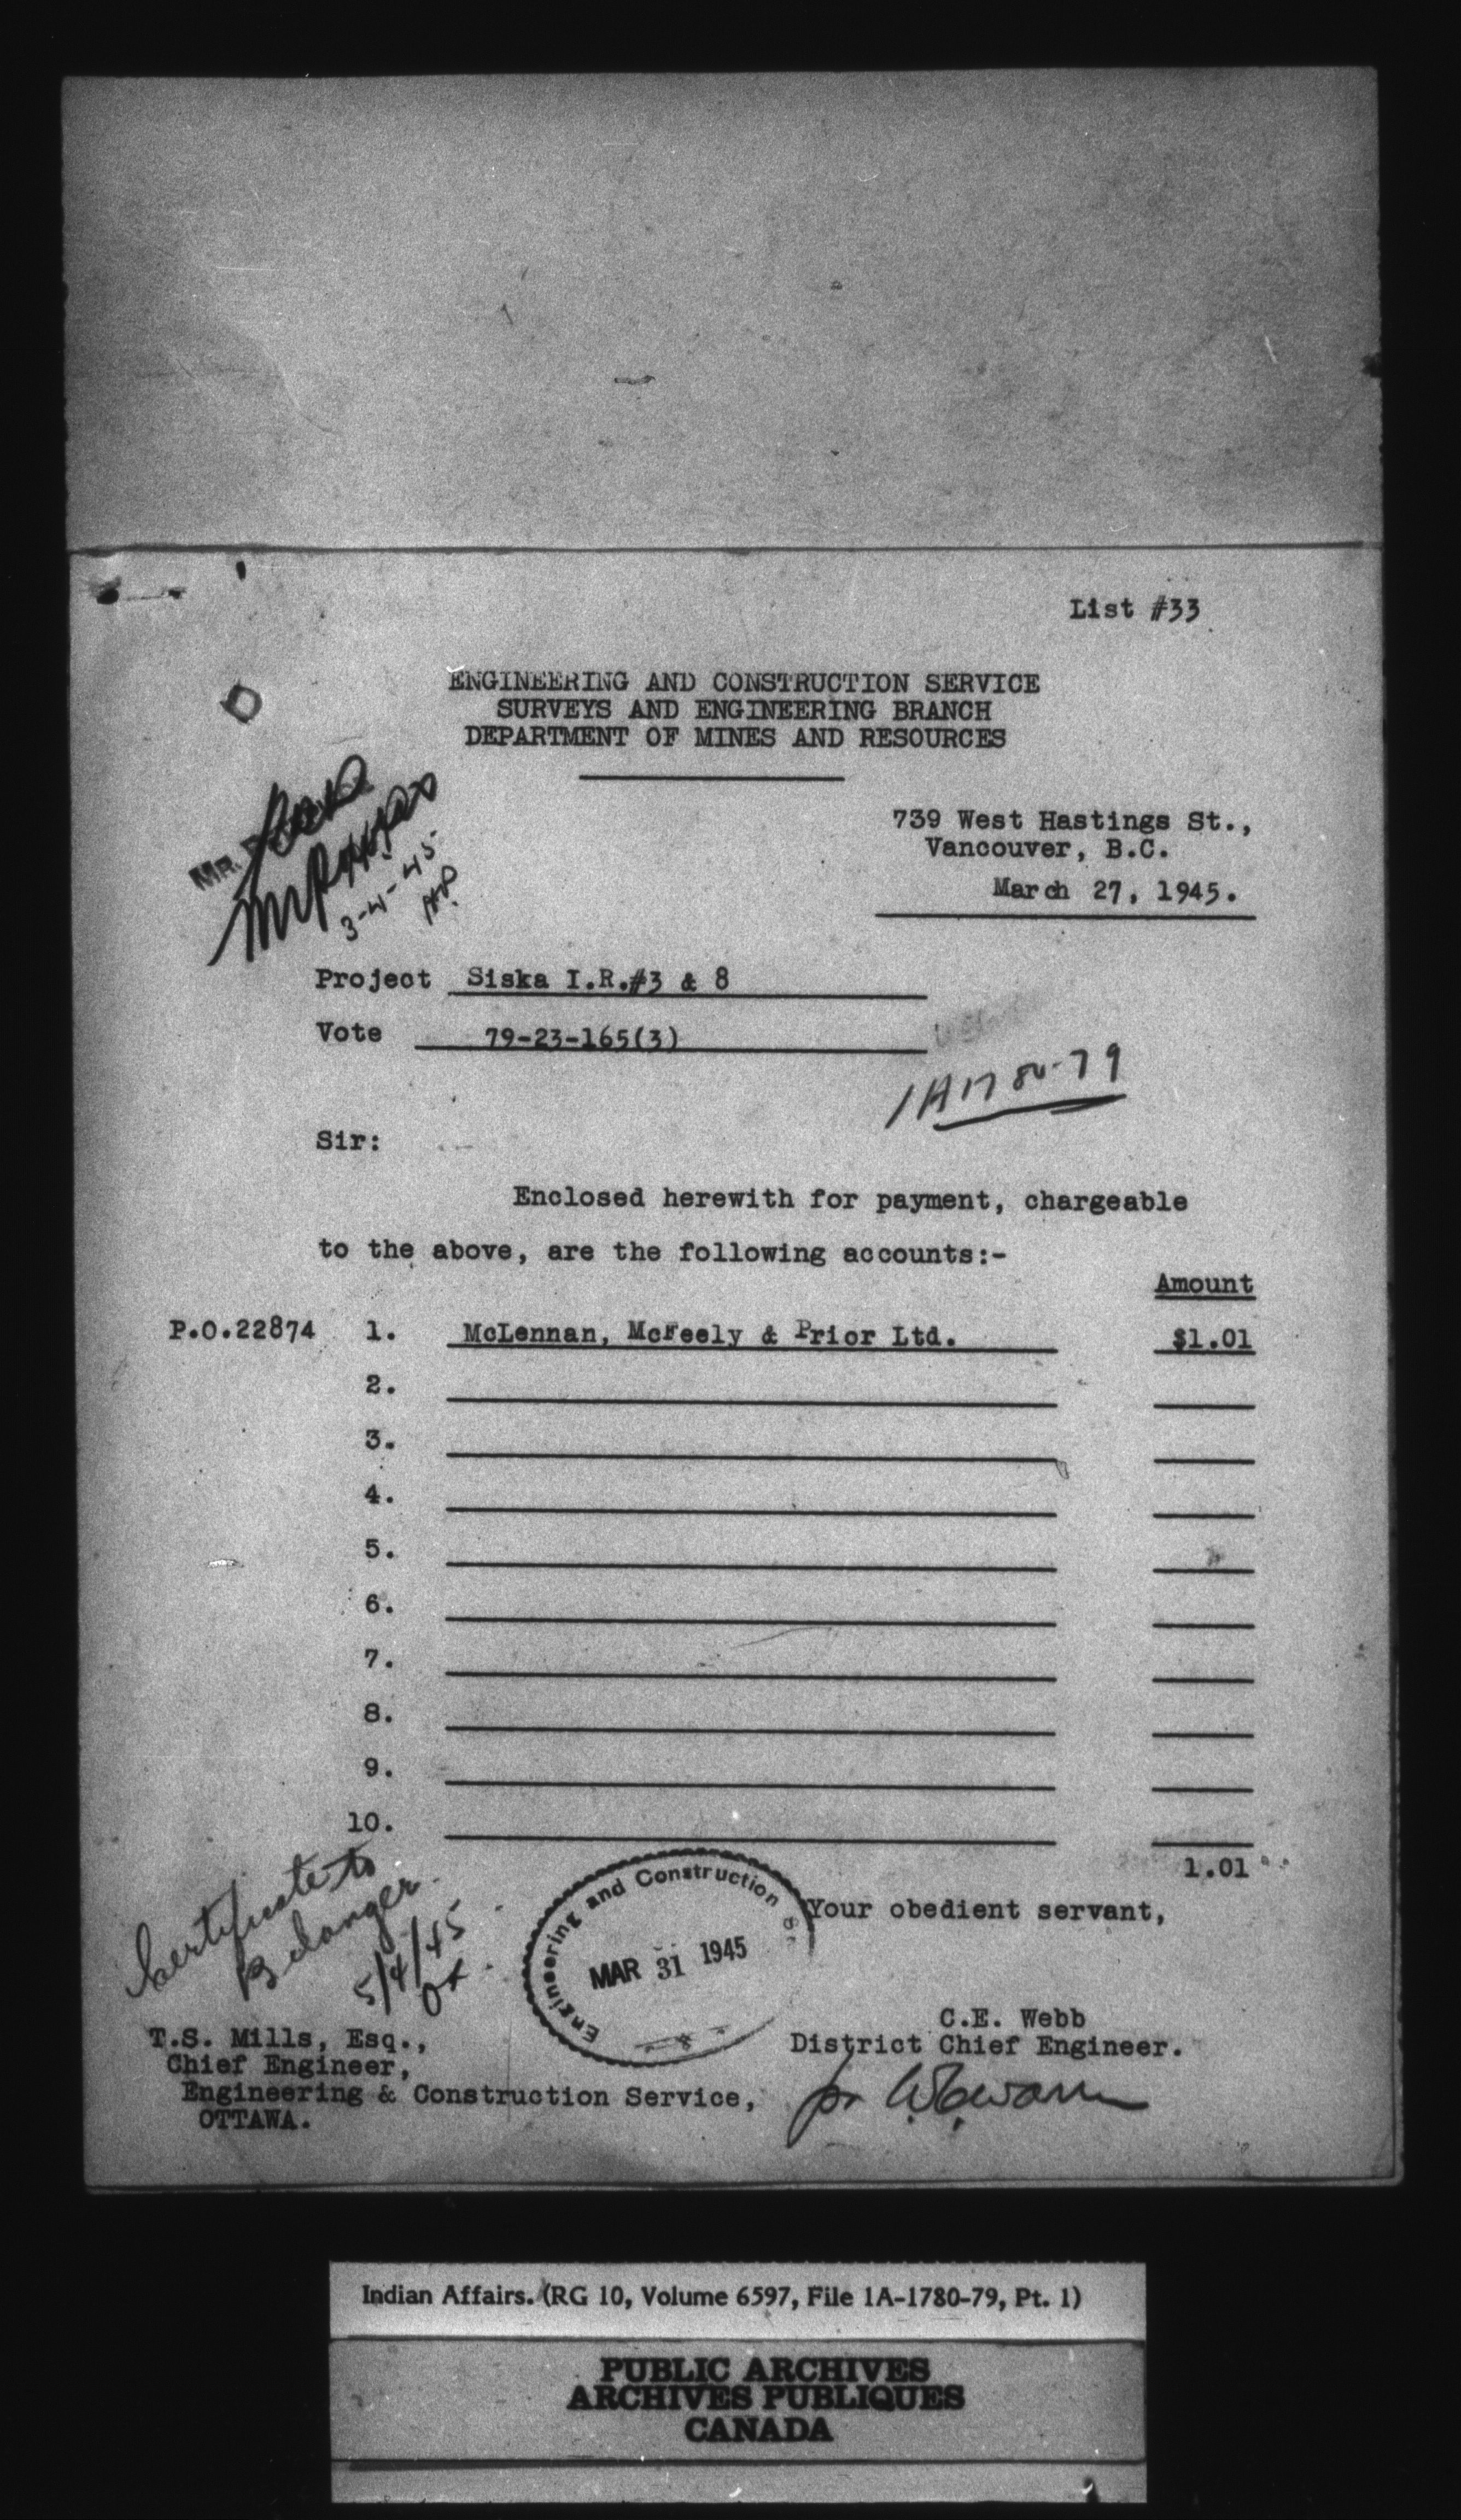 List #33
ENGINEERING AND CONSTRUCTION SERVICE
SURVEYS AND ENGINEERING BRANCH
DEPARTMENT OF MINES AND RESOURCES
739 West Hastings St.,
Vancouver, B.C.
March 27, 1945.
MR.
3-4-45
Project Siska I.R.#3 & 8
Vote 79-23-165(3)
1A1780-79
Sir:
Enclosed herewith for payment, chargeable
to the above, are the following accounts:-
Amount
P.O.22874 1. McLennan, McFeely & Prior Ltd. $1.01
2.
3.
4.
5.
6.
7.
8.
9.
10.
1.01
Certificate to
Belanger
5/4/45
Engineering and Construction
MAR 31 1945
Your obedient servant,
C.E. Webb
District Chief Engineer.
T.S. Mills, Esq.,
Chief Engineer,
Engineering & Construction Service,
OTTAWA.
Indian Affairs. (RG 10, Volume 6597, File 1A-1780-79, Pt. 1)
PUBLIC ARCHIVES
ARCHIVES PUBLIQUES
CANADA